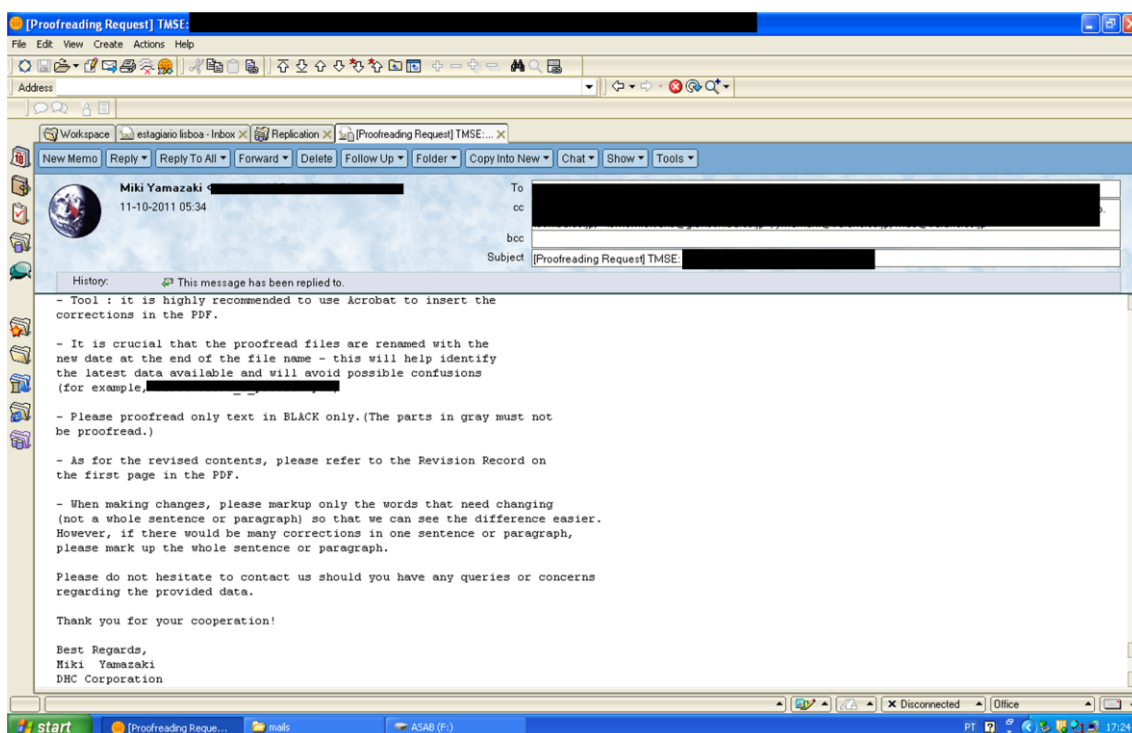 [Proofreading Request] TMSE:
File Edit View Create Actions Help
Address
Workspace estagiario lisboa - Inbox Replication [Proofreading Request] TMSE:...
New Memo Reply Reply To All Forward Delete Follow Up Folder Copy Into New Chat Show Tools
Miki Yamazaki <
11-10-2011 05:34
To
cc
bcc
Subject [Proofreading Request] TMSE:
History: This message has been replied to.
- Tool : it is highly recommended to use Acrobat to insert the
corrections in the PDF.
- It is crucial that the proofread files are renamed with the
new date at the end of the file name - this will help identify
the latest data available and will avoid possible confusions
(for example,
- Please proofread only text in BLACK only.(The parts in gray must not
be proofread.)
- As for the revised contents, please refer to the Revision Record on
the first page in the PDF.
- When making changes, please markup only the words that need changing
(not a whole sentence or paragraph) so that we can see the difference easier.
However, if there would be many corrections in one sentence or paragraph,
please mark up the whole sentence or paragraph.
Please do not hesitate to contact us should you have any queries or concerns
regarding the provided data.
Thank you for your cooperation!
Best Regards,
Miki Yamazaki
DHC Corporation
Disconnected Office
start [Proofreading Reque... mails ASAB (F:) PT 17:24